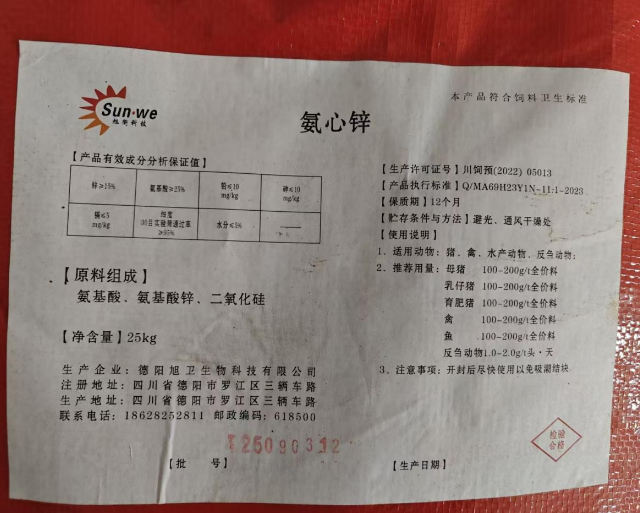 Sun·we
旭卫科技
本产品符合饲料卫生标准
氨心锌
【产品有效成分分析保证值】
锌≥15% 氨基酸≥25% 铅≤10 mg/kg 砷≤10 mg/kg
镉≤5 mg/kg 细度 30目实验筛通过率 ≥95% 水分≤5% ——
【原料组成】
氨基酸、氨基酸锌、二氧化硅
【净含量】25kg
生产企业:德阳旭卫生物科技有限公司
注册地址:四川省德阳市罗江区三辆车路
生产地址:四川省德阳市罗江区三辆车路
联系电话:18628252811 邮政编码:618500
【生产许可证号】川饲预(2022) 05013
【产品执行标准】Q/MA69H23Y1N-11.1-2023
【保质期】12个月
【贮存条件与方法】避光、通风干燥处
【使用说明】
1、适用动物:猪、禽、水产动物、反刍动物;
2、推荐用量:母猪 100-200g/t全价料
乳仔猪 100-200g/t全价料
育肥猪 100-200g/t全价料
禽 100-200g/t全价料
鱼 100-200g/t全价料
反刍动物1.0-2.0g/t头·天
3、注意事项:开封后尽快使用以免吸潮结块.
检验
合格
25090312
【批 号】
【生产日期】